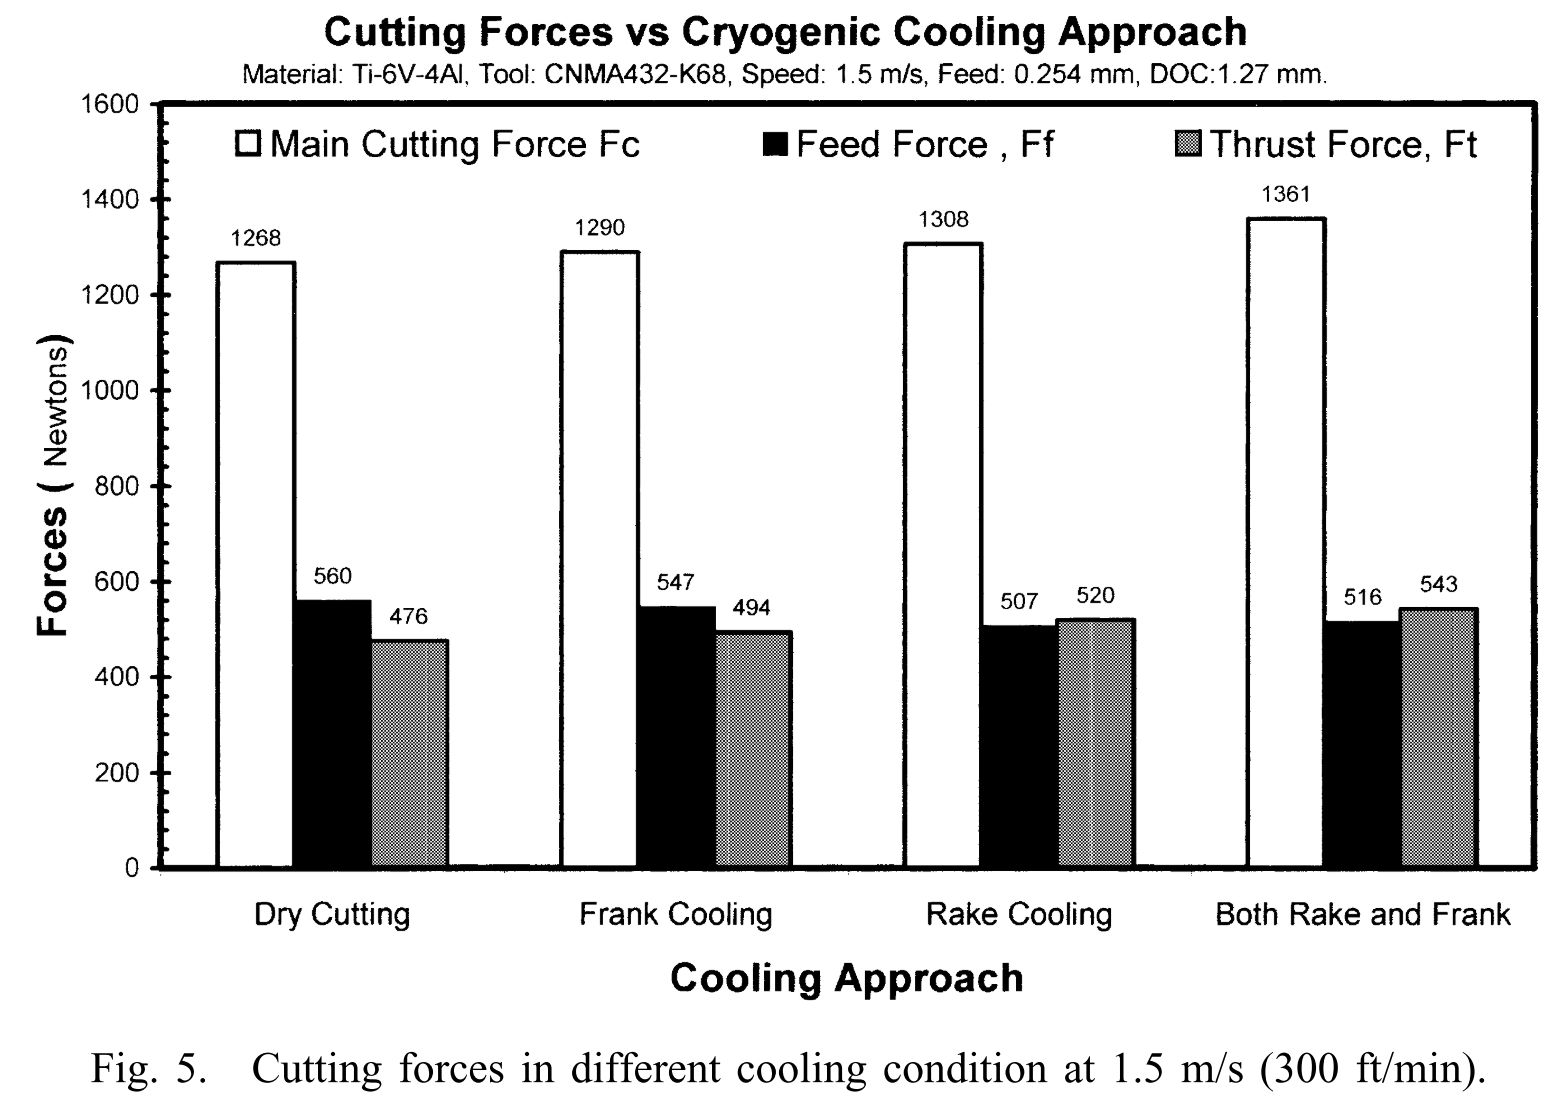 Cutting Forces vs Cryogenic Cooling Approach
Material: Ti-6V-4Al, Tool: CNMA432-K68, Speed: 1.5 m/s, Feed: 0.254 mm, DOC:1.27 mm.
Main Cutting Force Fc
Feed Force , Ff
Thrust Force, Ft
Forces ( Newtons)
1600
1400
1200
1000
800
600
400
200
0
1268
560
476
1290
547
494
1308
507
520
1361
516
543
Dry Cutting
Frank Cooling
Rake Cooling
Both Rake and Frank
Cooling Approach
Fig. 5. Cutting forces in different cooling condition at 1.5 m/s (300 ft/min).